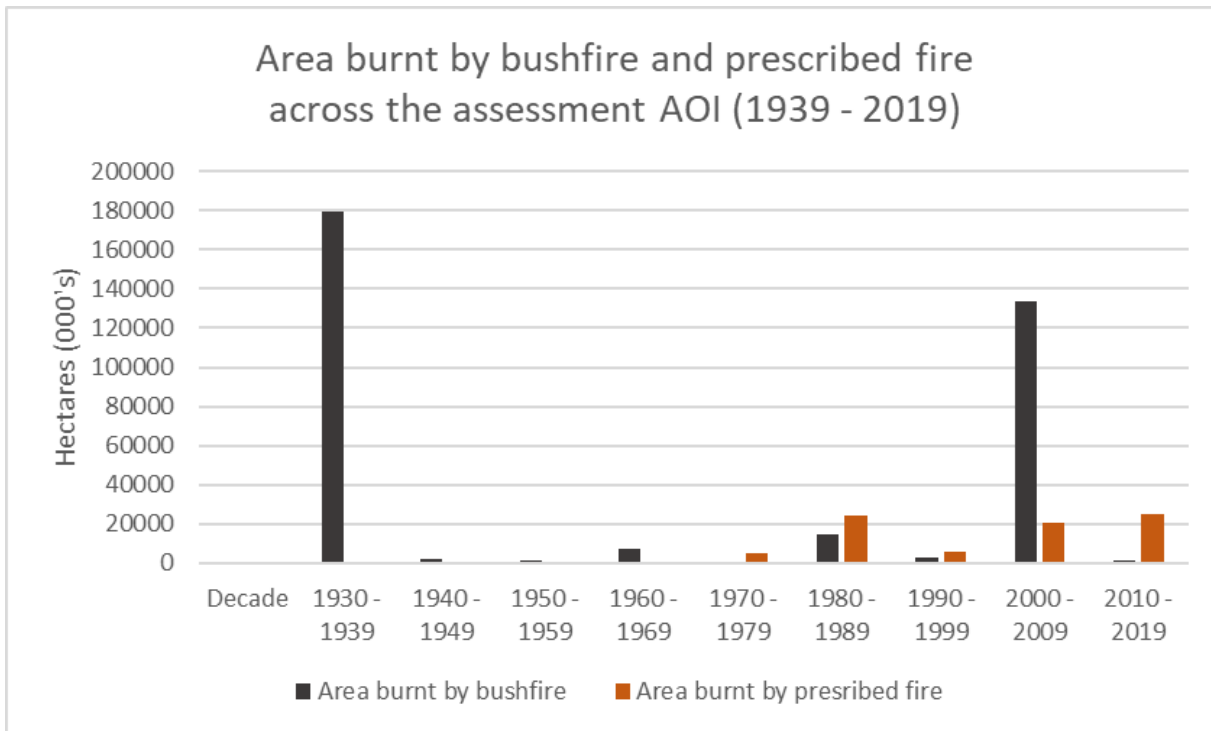 Area burnt by bushfire and prescribed fire
across the assessment AOI (1939 - 2019)
Hectares (000's)
200000
180000
160000
140000
120000
100000
80000
60000
40000
20000
0
Decade 1930 - 1940 - 1950 - 1960 - 1970 - 1980 - 1990 - 2000 - 2010 -
1939 1949 1959 1969 1979 1989 1999 2009 2019
Area burnt by bushfire Area burnt by presribed fire